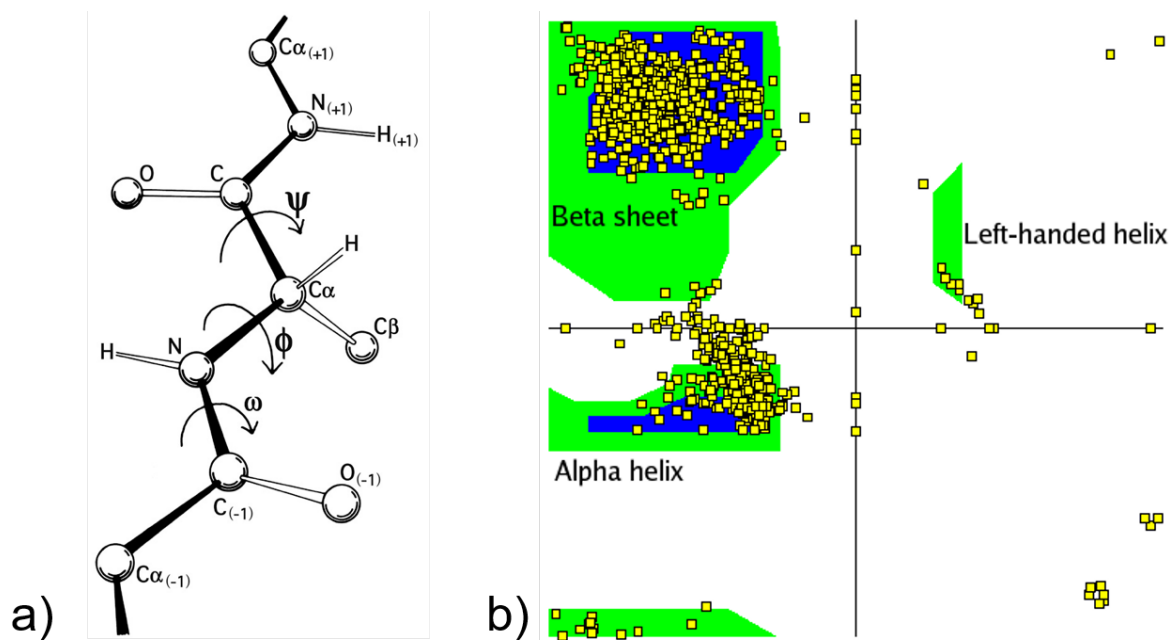 Cα(+1)
N(+1)
H(+1)
O
C
ψ
H
Cα
Cβ
N
H
ϕ
ω
O(-1)
C(-1)
Cα(-1)
a)
Beta sheet
Left-handed helix
Alpha helix
b)